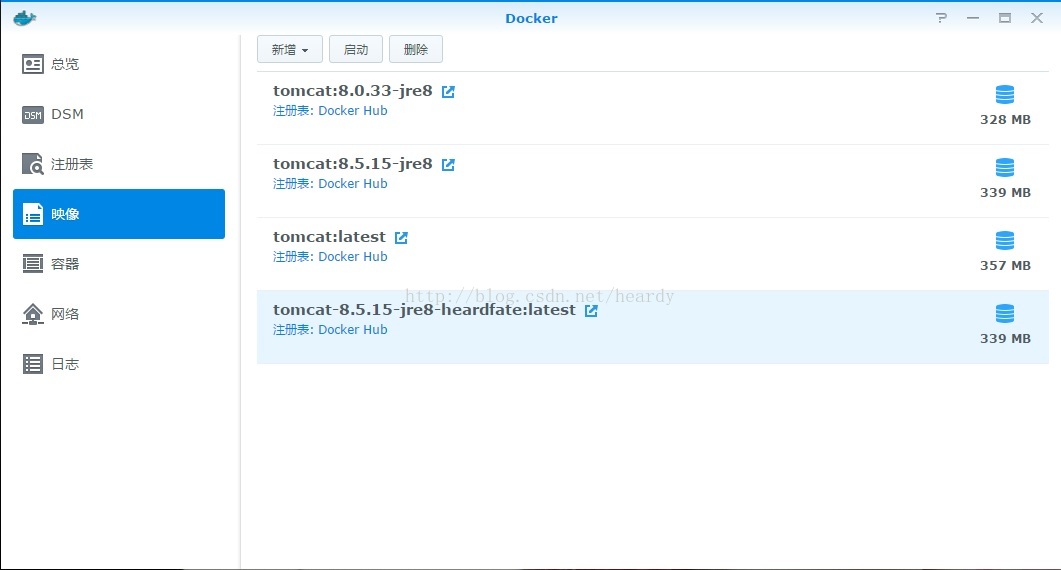 Docker
总览
DSM
DSM
注册表
映像
容器
网络
日志
新增 启动 删除
tomcat:8.0.33-jre8
注册表: Docker Hub
328 MB
tomcat:8.5.15-jre8
注册表: Docker Hub
339 MB
tomcat:latest
注册表: Docker Hub
357 MB
http://blog.csdn.net/heardy
tomcat-8.5.15-jre8-heardfate:latest
注册表: Docker Hub
339 MB